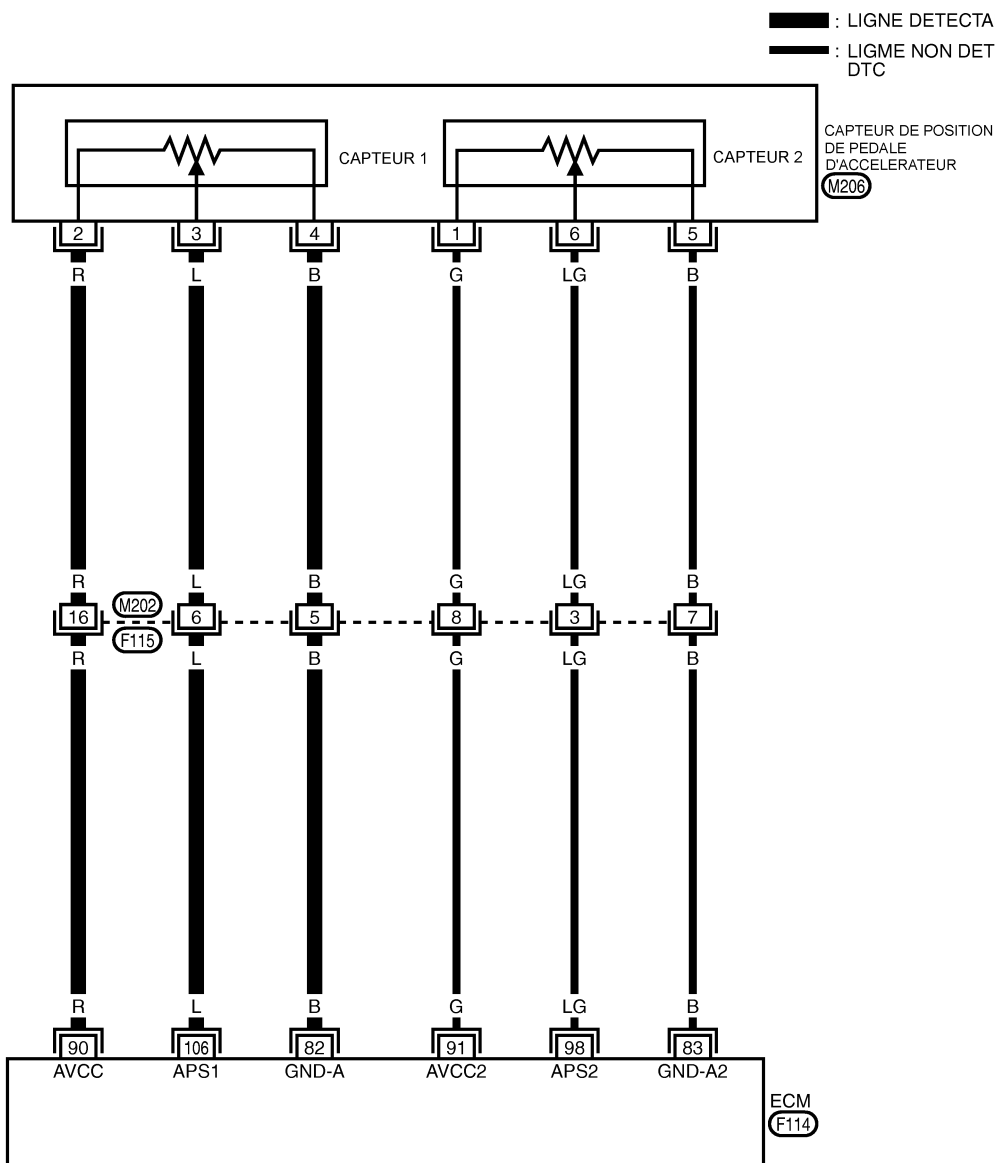 : LIGNE DETECTA
: LIGME NON DET
DTC
CAPTEUR 1
CAPTEUR 2
CAPTEUR DE POSITION
DE PEDALE
D'ACCELERATEUR
M206
2 3 4 1 6 5
R L B G LG B
R L B G LG B
M202
16 6 5 8 3 7
F115
R L B G LG B
R L B G LG B
90 106 82 91 98 83
AVCC APS1 GND-A AVCC2 APS2 GND-A2
ECM
F114